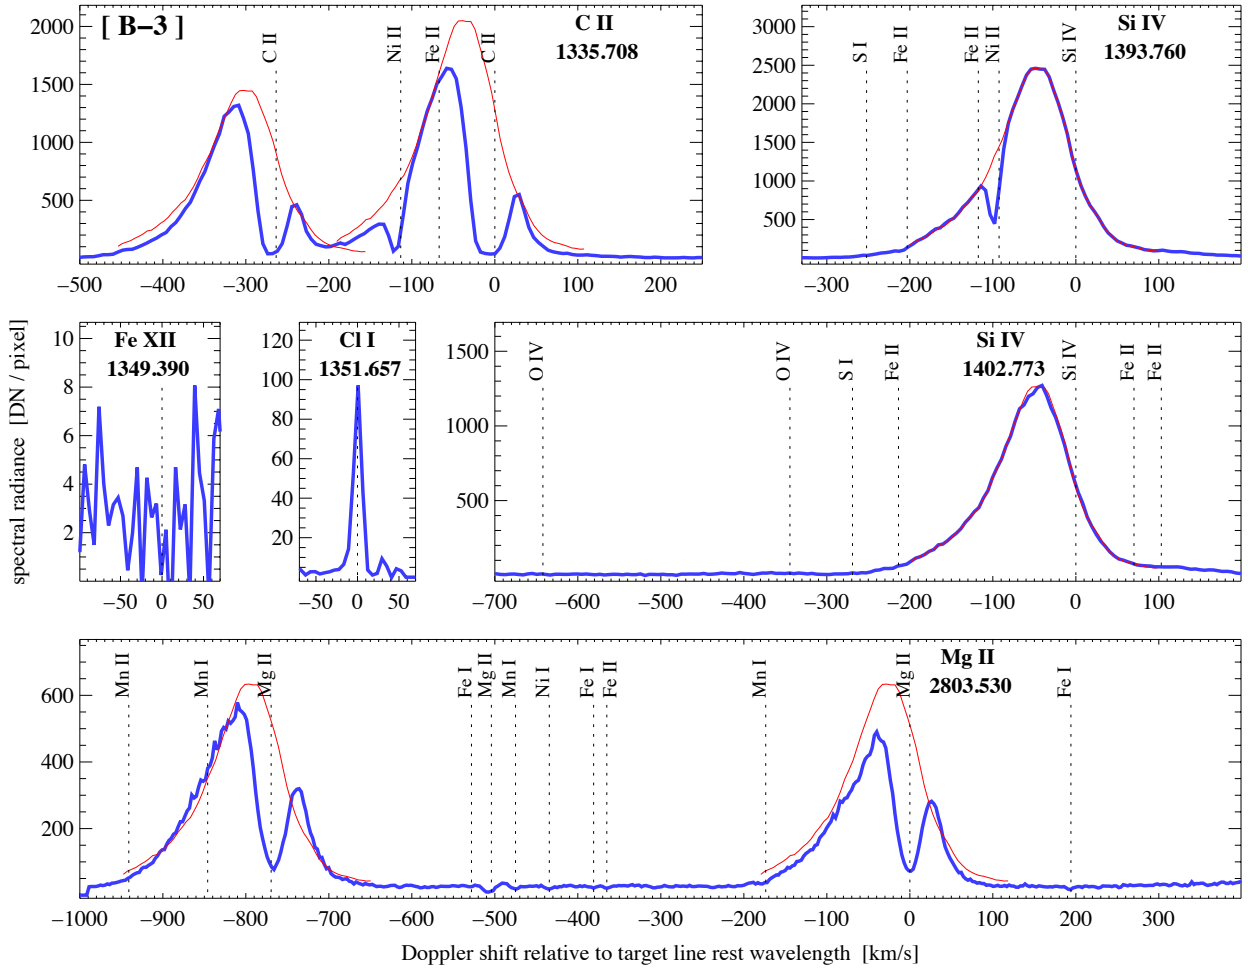 [ B−3 ]
C II
1335.708
C II
Ni II
Fe II
C II
2000
1500
1000
500
−500 −400 −300 −200 −100 0 100 200
Si IV
1393.760
S I
Fe II
Fe II
Ni II
Si IV
3000
2500
2000
1500
1000
500
−300 −200 −100 0 100
spectral radiance [DN / pixel]
Fe XII
1349.390
10
8
6
4
2
−50 0 50
Cl I
1351.657
120
100
80
60
40
20
−50 0 50
Si IV
1402.773
O IV
O IV
S I
Fe II
Si IV
Fe II
Fe II
1500
1000
500
−700 −600 −500 −400 −300 −200 −100 0 100
Mg II
2803.530
Mn II
Mn I
Mg II
Fe I
Mg II
Mn I
Ni I
Fe I
Fe II
Mn I
Mg II
Fe I
600
400
200
−1000 −900 −800 −700 −600 −500 −400 −300 −200 −100 0 100 200 300
Doppler shift relative to target line rest wavelength [km/s]